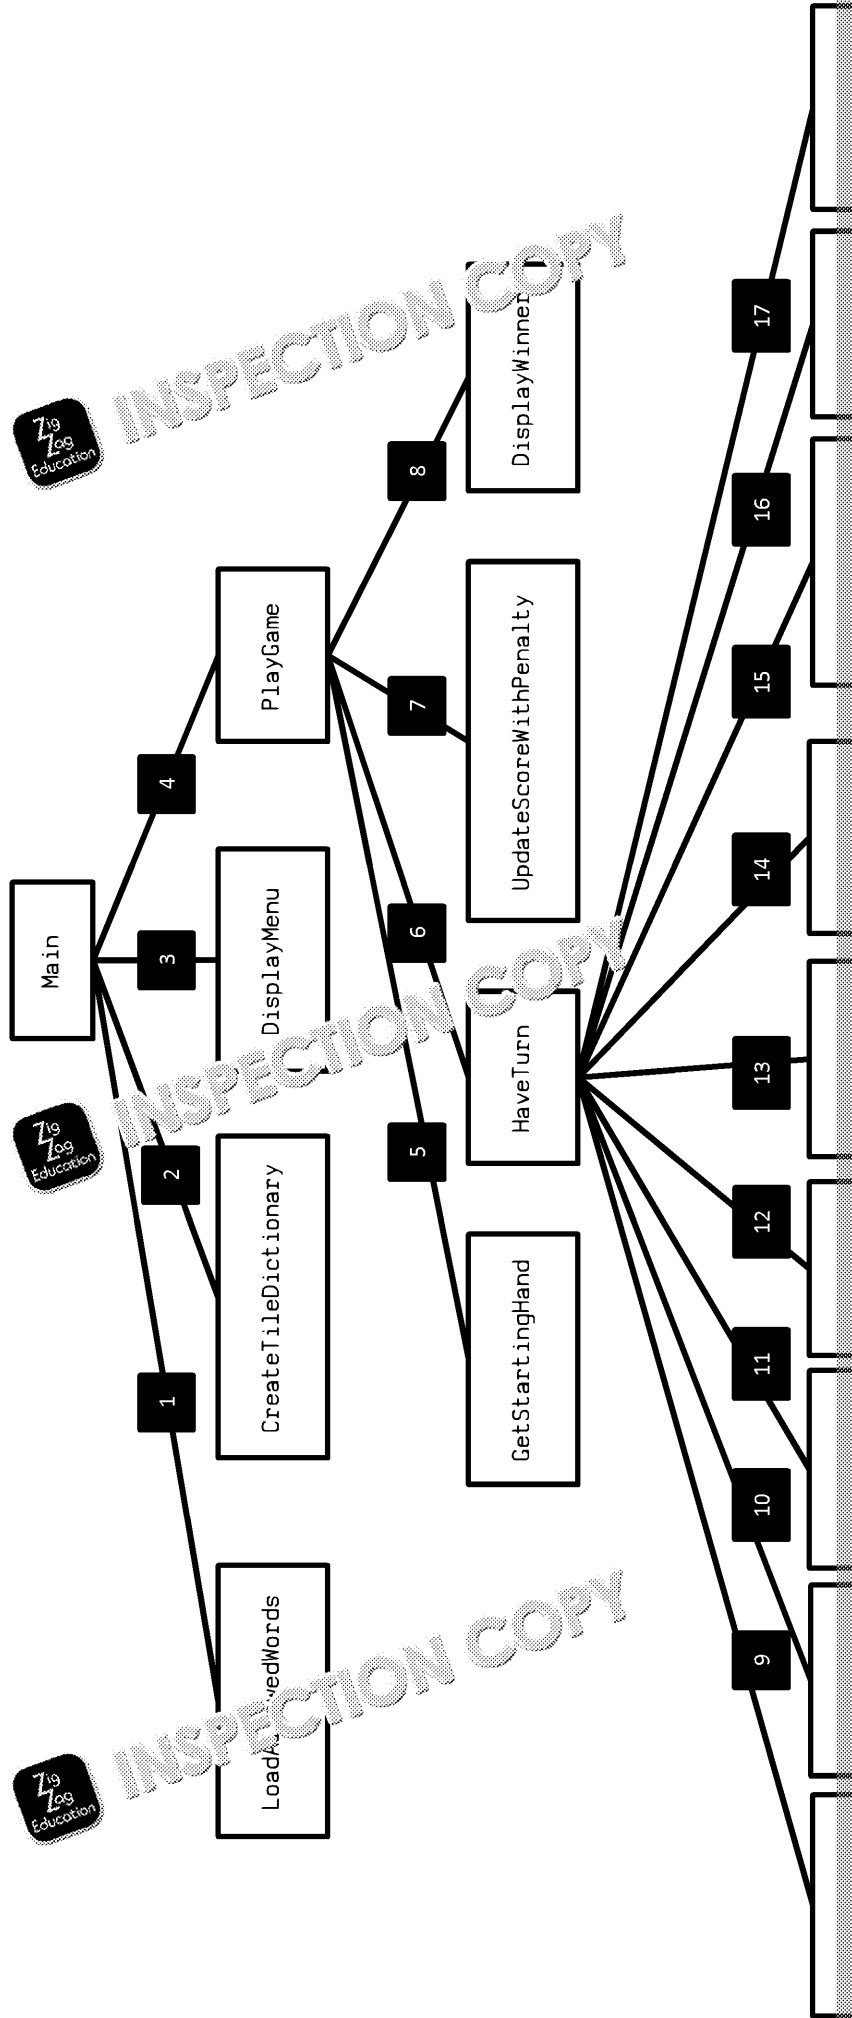 Main
1
2
3
4
CreateTileDictionary
DisplayMenu
PlayGame
5
6
7
8
GetStartingHand
HaveTurn
UpdateScoreWithPenalty
DisplayWinner
9
10
11
12
13
14
15
16
17
Zig
Zag
Education
INSPECTION COPY
Zig
Zag
Education
INSPECTION COPY
Zig
Zag
Education
INSPECTION COPY